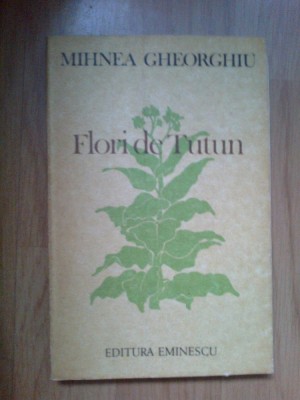 MIHNEA GHEORGHIU
Flori de Tutun
EDITURA EMINESCU